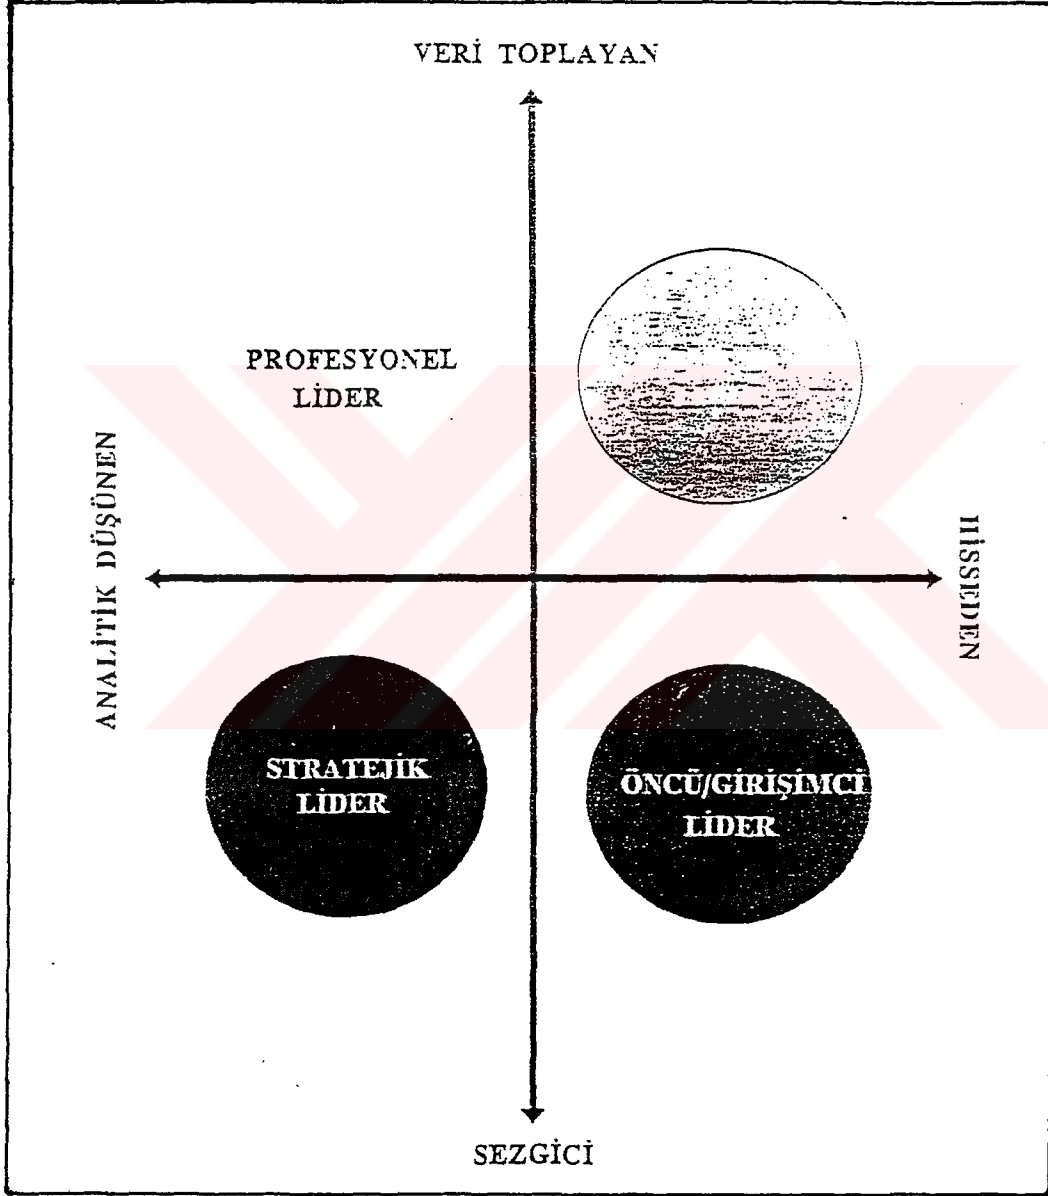 VERİ TOPLAYAN
PROFESYONEL
LİDER
ANALİTİK DÜŞÜNEN
HİSSEDEN
STRATEJİK
LİDER
ÖNCÜ/GİRİŞİMCİ
LİDER
SEZGİCİ